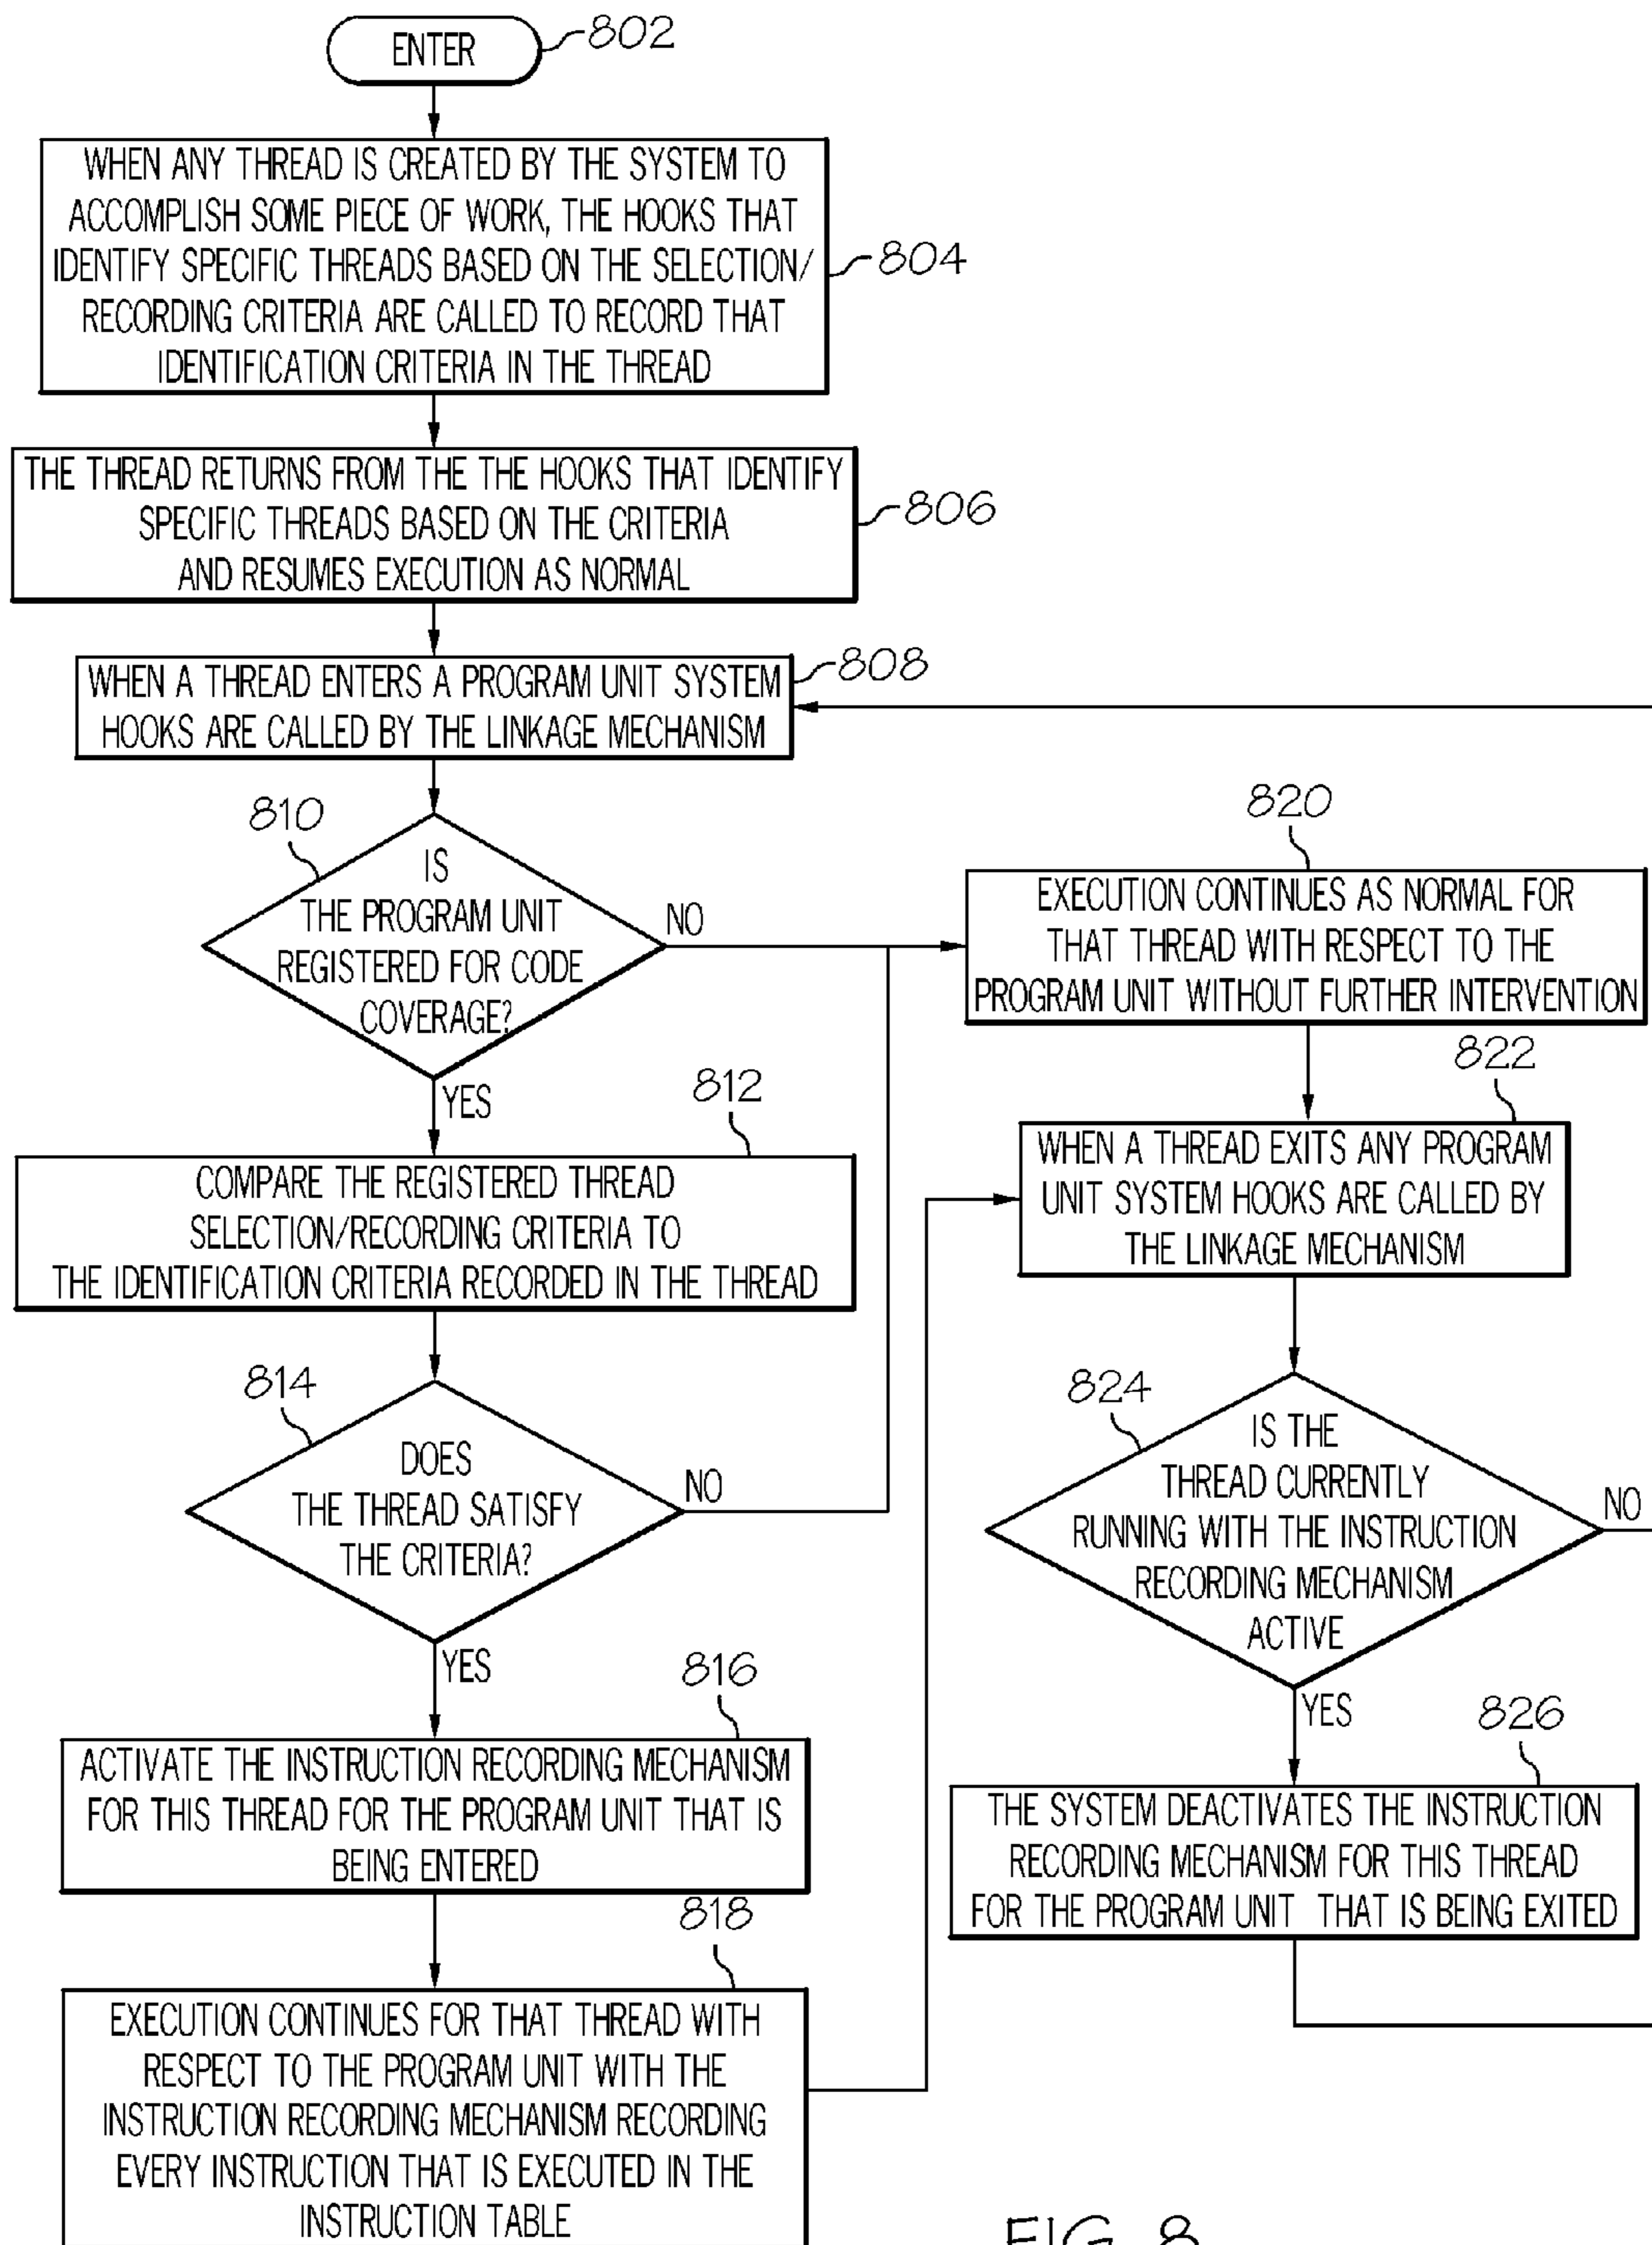 ENTER
802
WHEN ANY THREAD IS CREATED BY THE SYSTEM TO
ACCOMPLISH SOME PIECE OF WORK, THE HOOKS THAT
IDENTIFY SPECIFIC THREADS BASED ON THE SELECTION/
RECORDING CRITERIA ARE CALLED TO RECORD THAT
IDENTIFICATION CRITERIA IN THE THREAD
804
THE THREAD RETURNS FROM THE THE HOOKS THAT IDENTIFY
SPECIFIC THREADS BASED ON THE CRITERIA
AND RESUMES EXECUTION AS NORMAL
806
WHEN A THREAD ENTERS A PROGRAM UNIT SYSTEM
HOOKS ARE CALLED BY THE LINKAGE MECHANISM
808
810
IS
THE PROGRAM UNIT
REGISTERED FOR CODE
COVERAGE?
NO
YES
812
COMPARE THE REGISTERED THREAD
SELECTION/RECORDING CRITERIA TO
THE IDENTIFICATION CRITERIA RECORDED IN THE THREAD
814
DOES
THE THREAD SATISFY
THE CRITERIA?
NO
YES
816
ACTIVATE THE INSTRUCTION RECORDING MECHANISM
FOR THIS THREAD FOR THE PROGRAM UNIT THAT IS
BEING ENTERED
818
EXECUTION CONTINUES FOR THAT THREAD WITH
RESPECT TO THE PROGRAM UNIT WITH THE
INSTRUCTION RECORDING MECHANISM RECORDING
EVERY INSTRUCTION THAT IS EXECUTED IN THE
INSTRUCTION TABLE
820
EXECUTION CONTINUES AS NORMAL FOR
THAT THREAD WITH RESPECT TO THE
PROGRAM UNIT WITHOUT FURTHER INTERVENTION
822
WHEN A THREAD EXITS ANY PROGRAM
UNIT SYSTEM HOOKS ARE CALLED BY
THE LINKAGE MECHANISM
824
IS THE
THREAD CURRENTLY
RUNNING WITH THE INSTRUCTION
RECORDING MECHANISM
ACTIVE
NO
YES
826
THE SYSTEM DEACTIVATES THE INSTRUCTION
RECORDING MECHANISM FOR THIS THREAD
FOR THE PROGRAM UNIT THAT IS BEING EXITED
FIG. 8